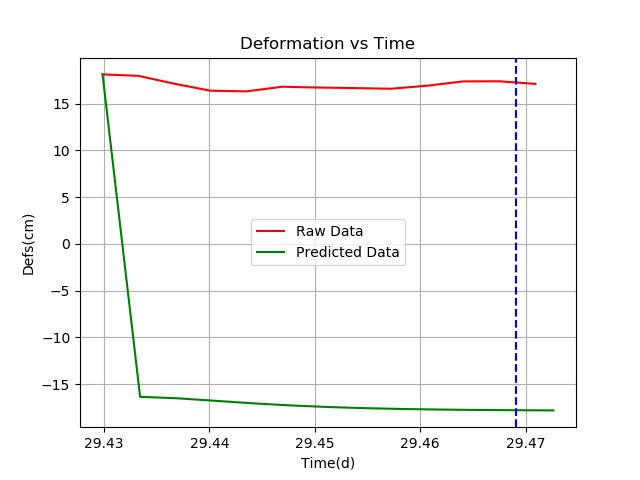 Deformation vs Time
Defs(cm)
15
10
5
0
−5
−10
−15
Raw Data
Predicted Data
29.43 29.44 29.45 29.46 29.47
Time(d)